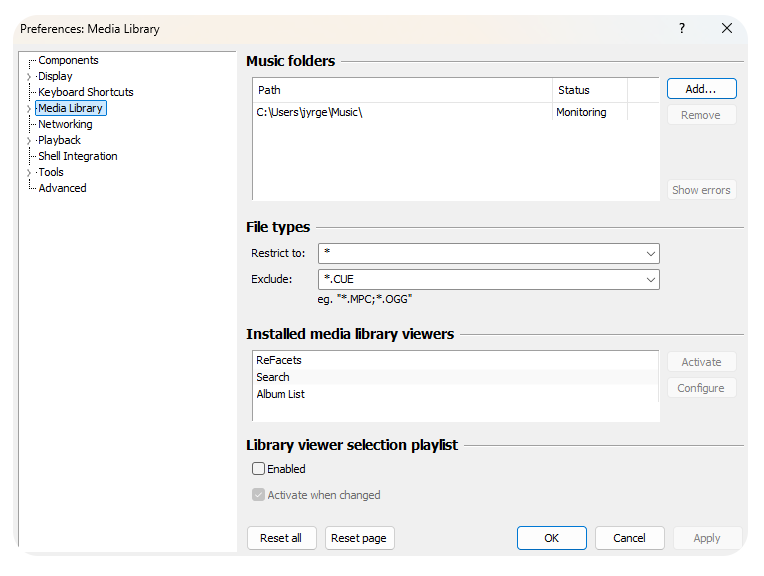 Preferences: Media Library
?
Components
Display
Keyboard Shortcuts
Media Library
Networking
Playback
Shell Integration
Tools
Advanced
Music folders
Path Status
C:\Users\jyrge\Music\ Monitoring
Add...
Remove
Show errors
File types
Restrict to: *
Exclude: *.CUE
eg. "*.MPC;*.OGG"
Installed media library viewers
ReFacets
Search
Album List
Activate
Configure
Library viewer selection playlist
Enabled
Activate when changed
Reset all Reset page OK Cancel Apply